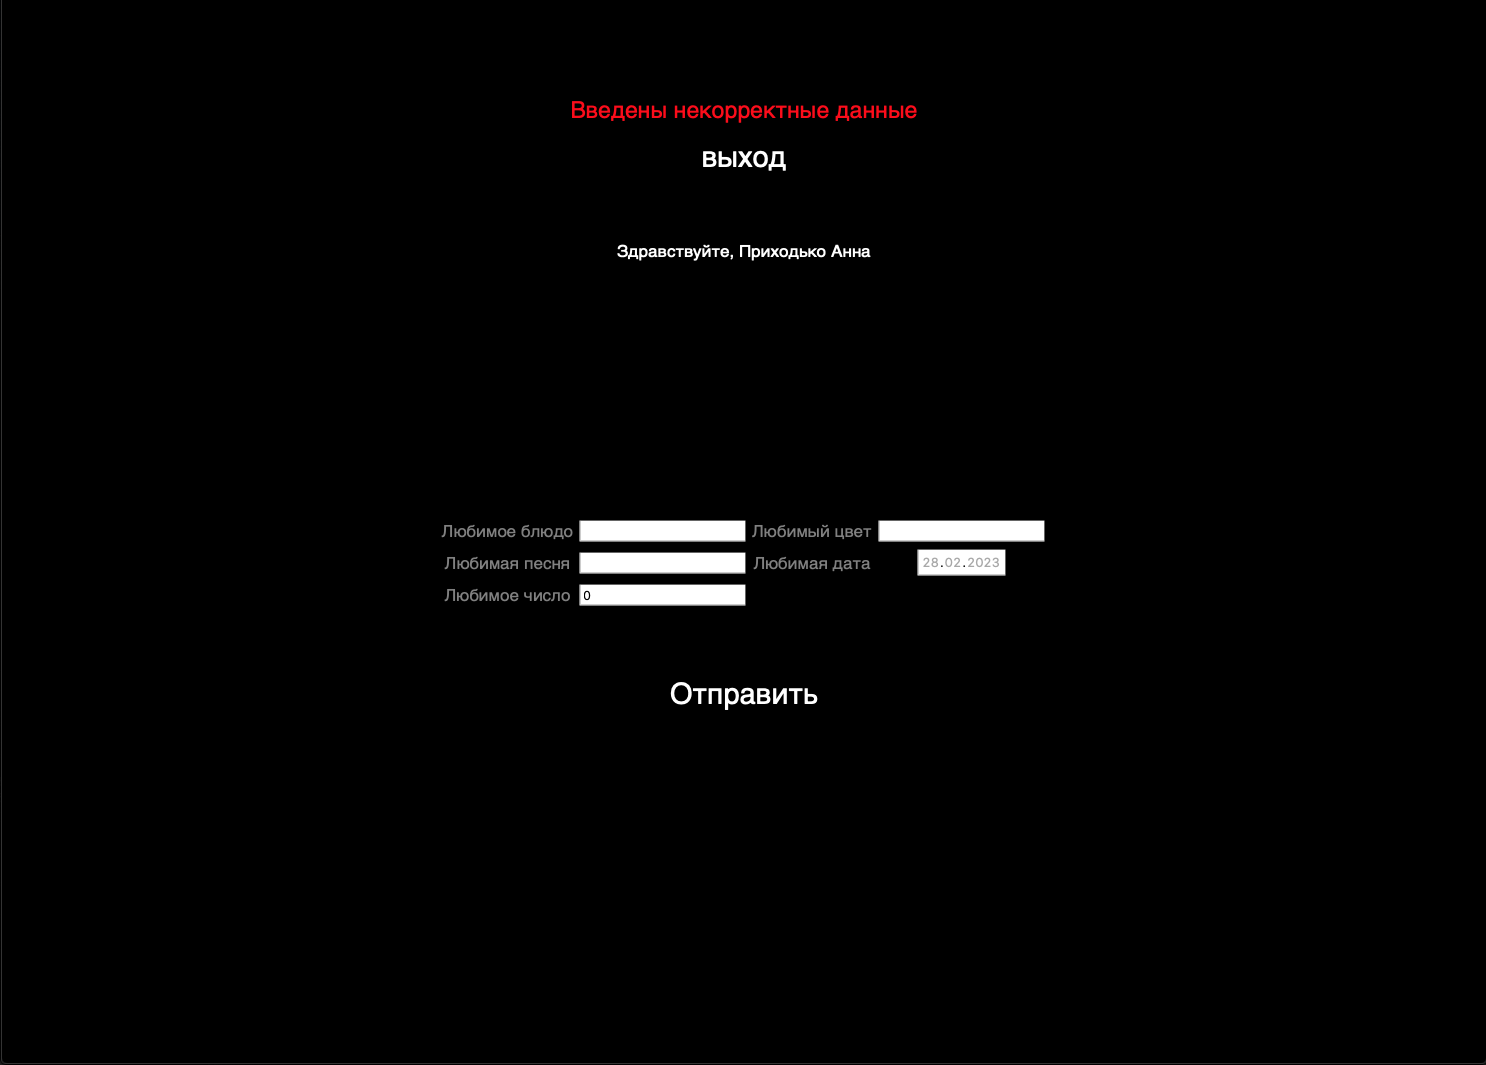 Введены некорректные данные
ВЫХОД
Здравствуйте, Приходько Анна
Любимое блюдо Любимый цвет
Любимая песня Любимая дата 28.02.2023
Любимое число 0
Отправить